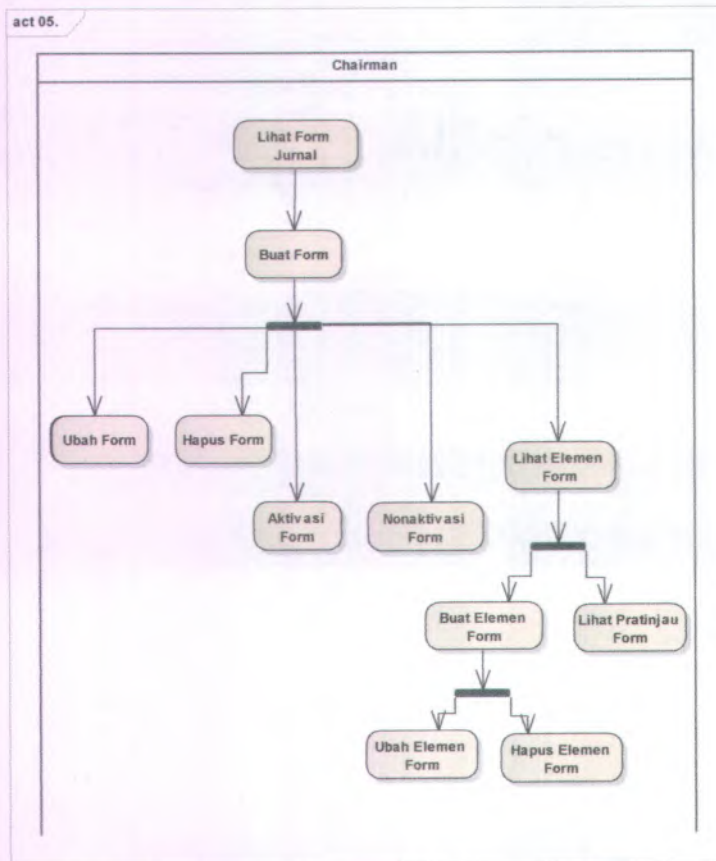 act 05.
Chairman
Lihat Form
Jurnal
Buat Form
Ubah Form
Hapus Form
Aktivasi
Form
Nonaktivasi
Form
Lihat Elemen
Form
Buat Elemen
Form
Lihat Pratinjau
Form
Ubah Elemen
Form
Hapus Elemen
Form